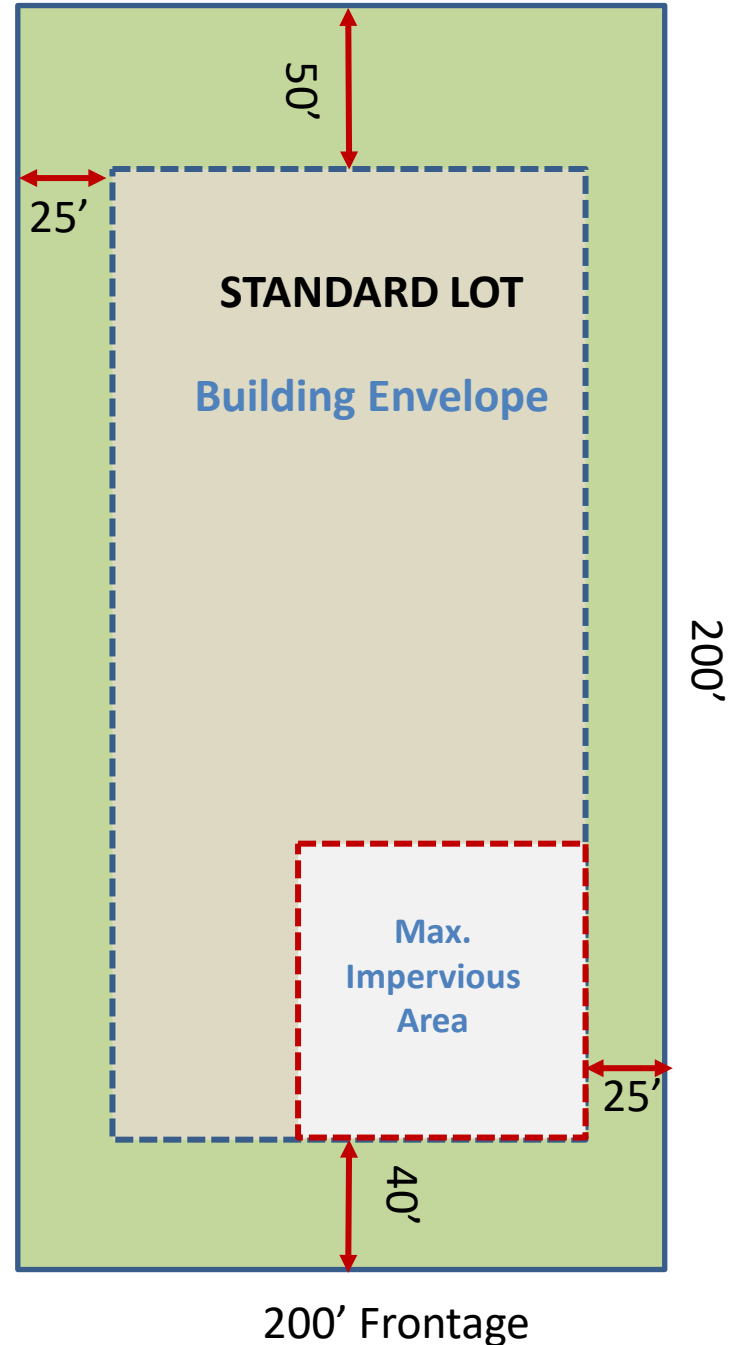 50’
25’
STANDARD LOT
Building Envelope
200’
Max.
Impervious
Area
25’
40’
200’ Frontage